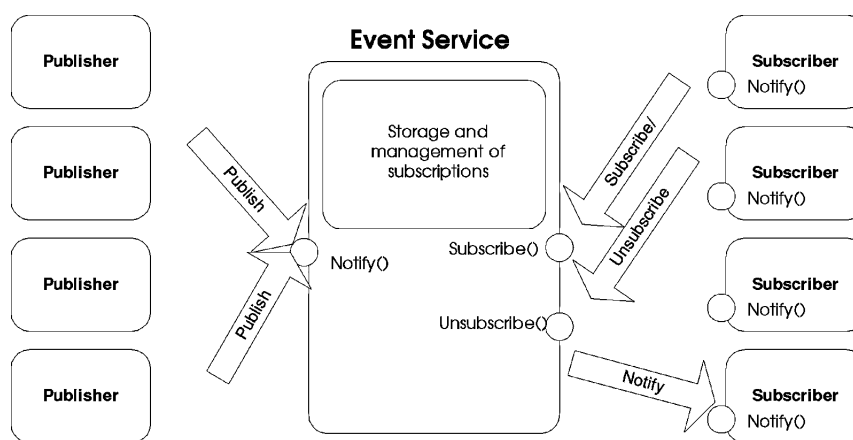 Event Service
Publisher
Publisher
Publisher
Publisher
Publish
Publish
Storage and
management of
subscriptions
Notify()
Subscribe()
Unsubscribe()
Subscribe/
Unsubscribe
Notify
Subscriber
Notify()
Subscriber
Notify()
Subscriber
Notify()
Subscriber
Notify()